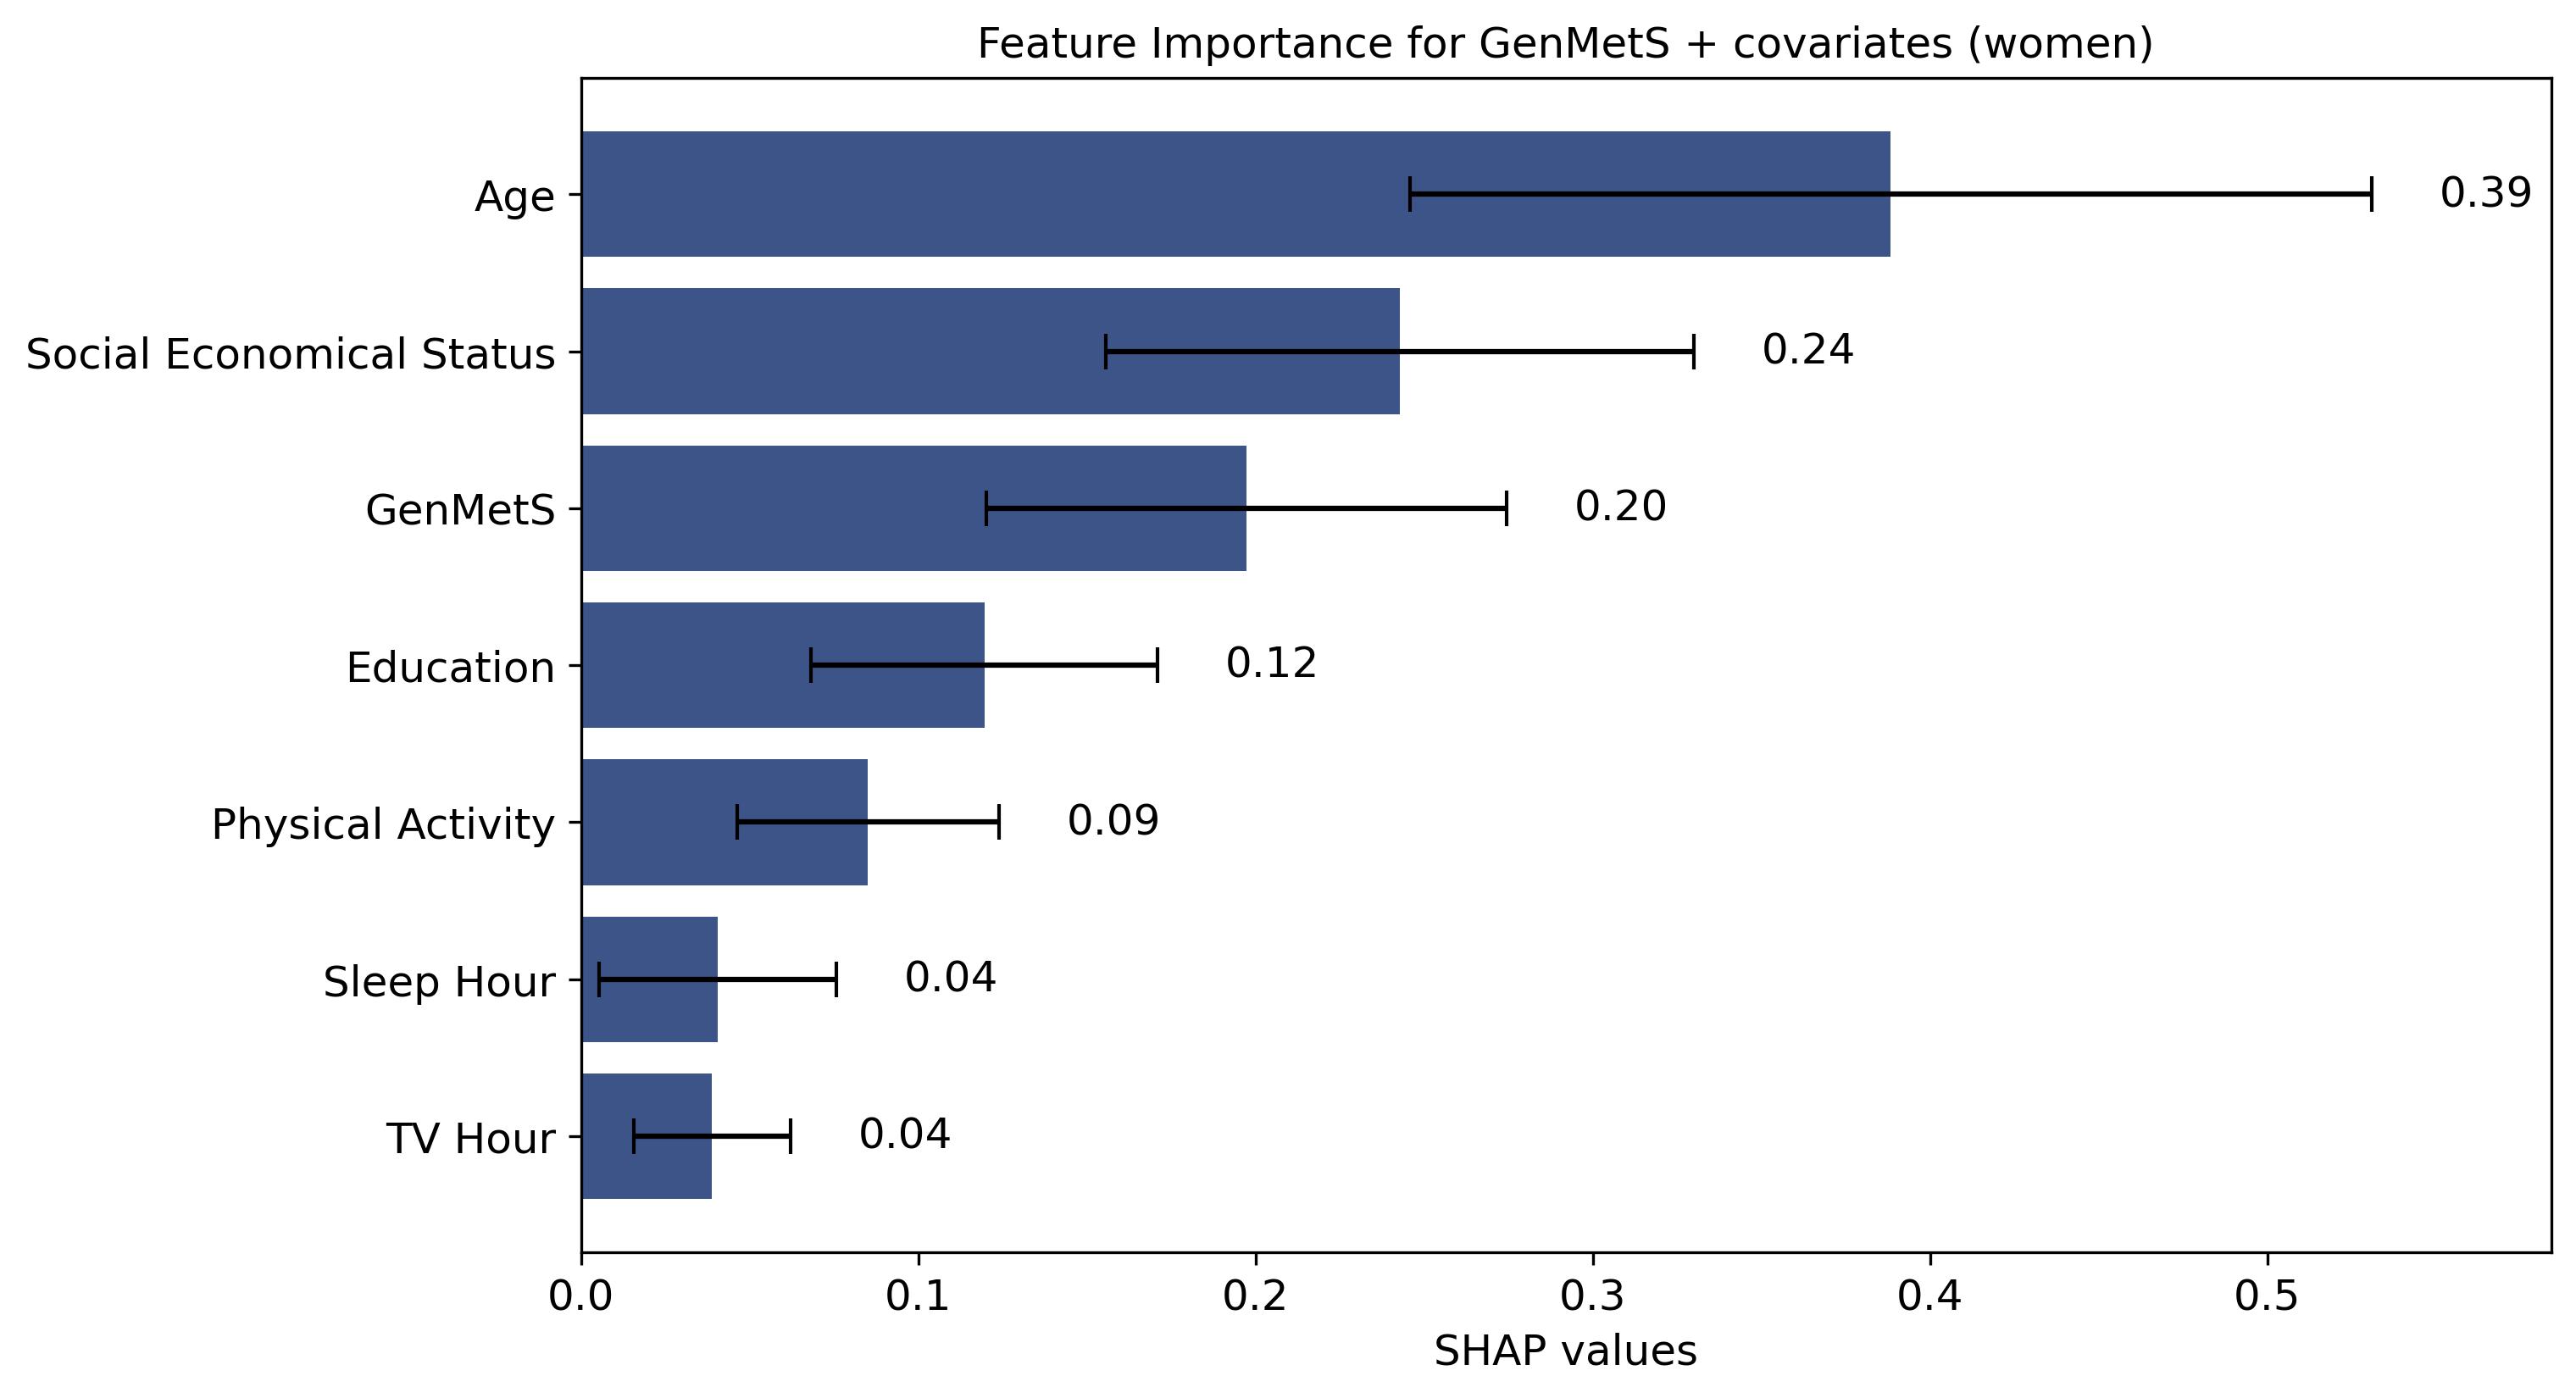 Feature Importance for GenMetS + covariates (women)
Age
0.39
Social Economical Status
0.24
GenMetS
0.20
Education
0.12
Physical Activity
0.09
Sleep Hour
0.04
TV Hour
0.04
0.0 0.1 0.2 0.3 0.4 0.5
SHAP values